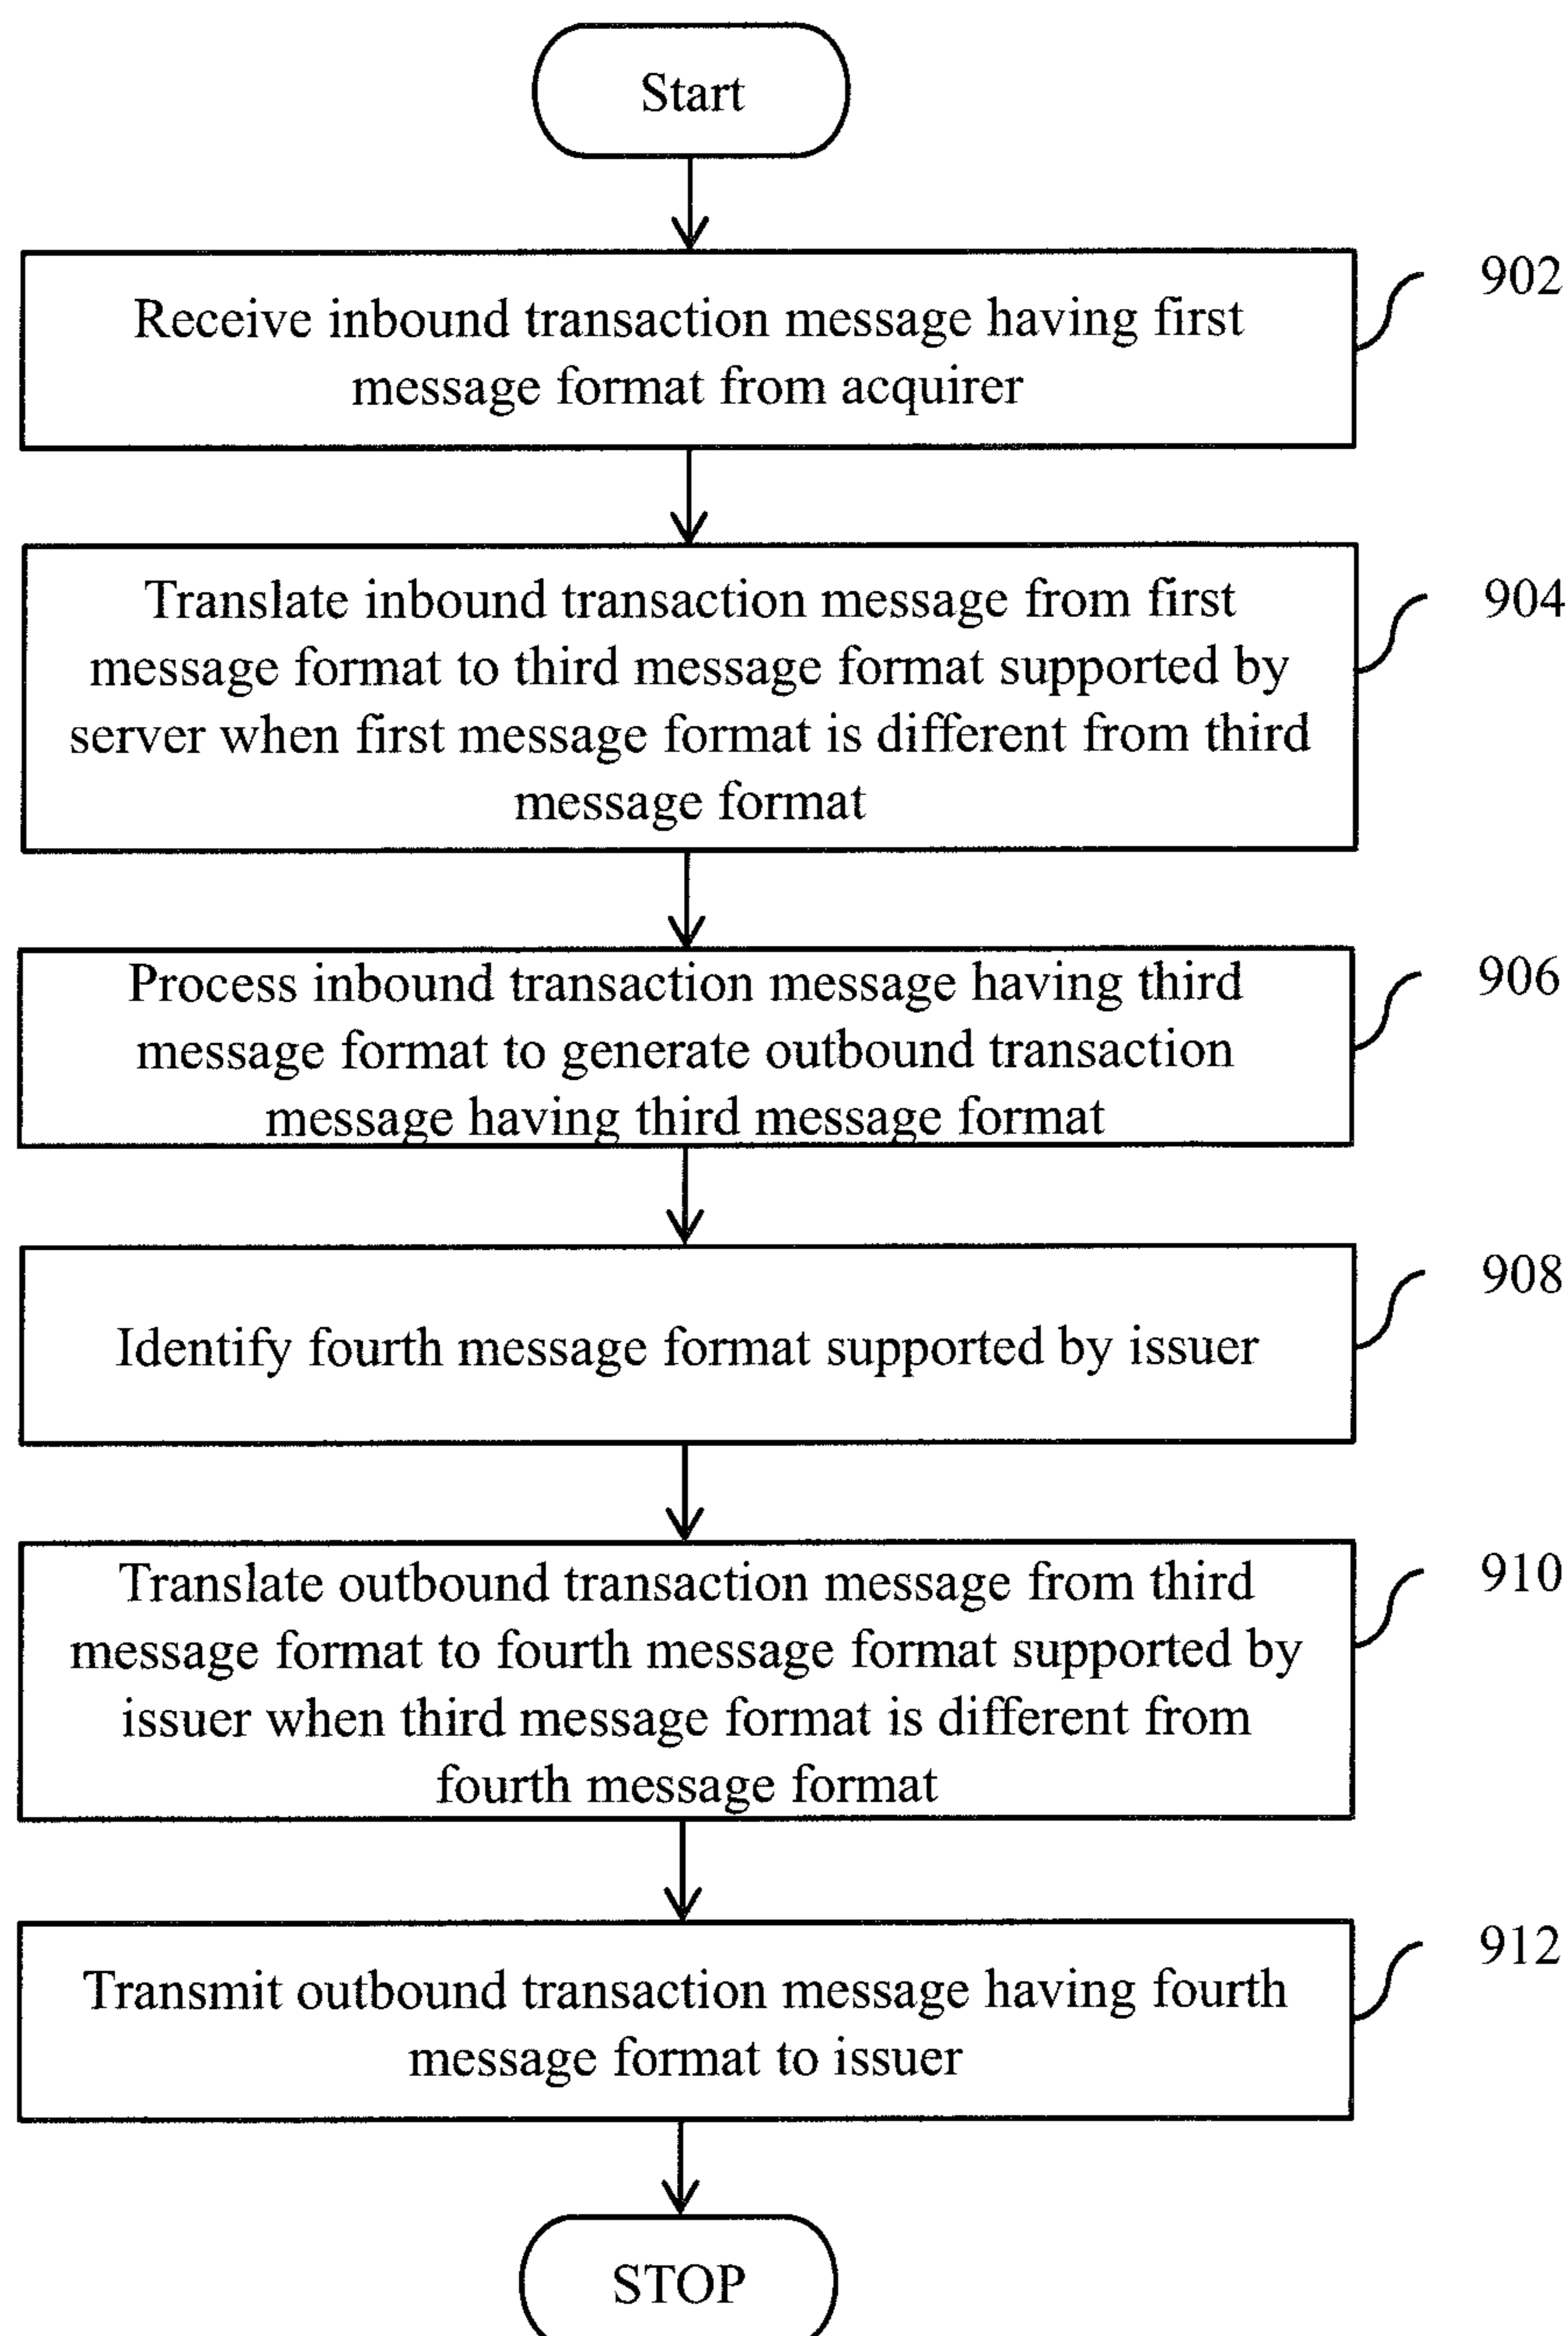 Start
902
Receive inbound transaction message having first
message format from acquirer
904
Translate inbound transaction message from first
message format to third message format supported by
server when first message format is different from third
message format
906
Process inbound transaction message having third
message format to generate outbound transaction
message having third message format
908
Identify fourth message format supported by issuer
910
Translate outbound transaction message from third
message format to fourth message format supported by
issuer when third message format is different from
fourth message format
912
Transmit outbound transaction message having fourth
message format to issuer
STOP